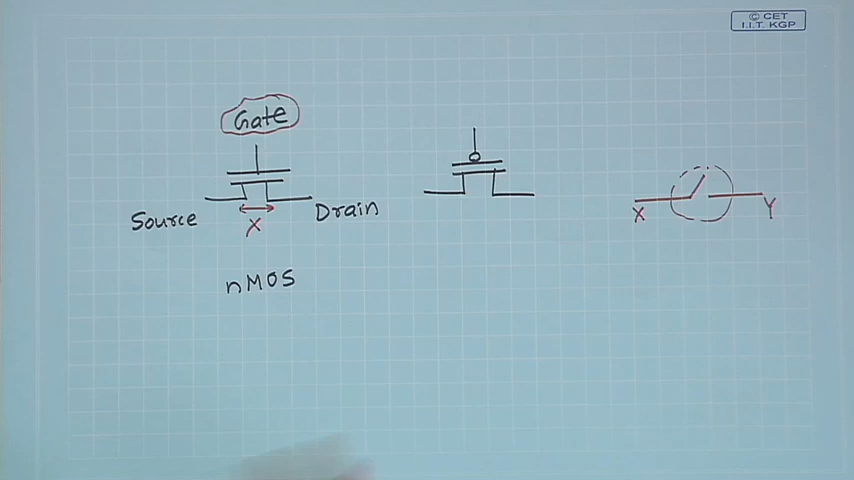 © CET
I.I.T. KGP
Gate
Source
X
Drain
nMOS
X
Y